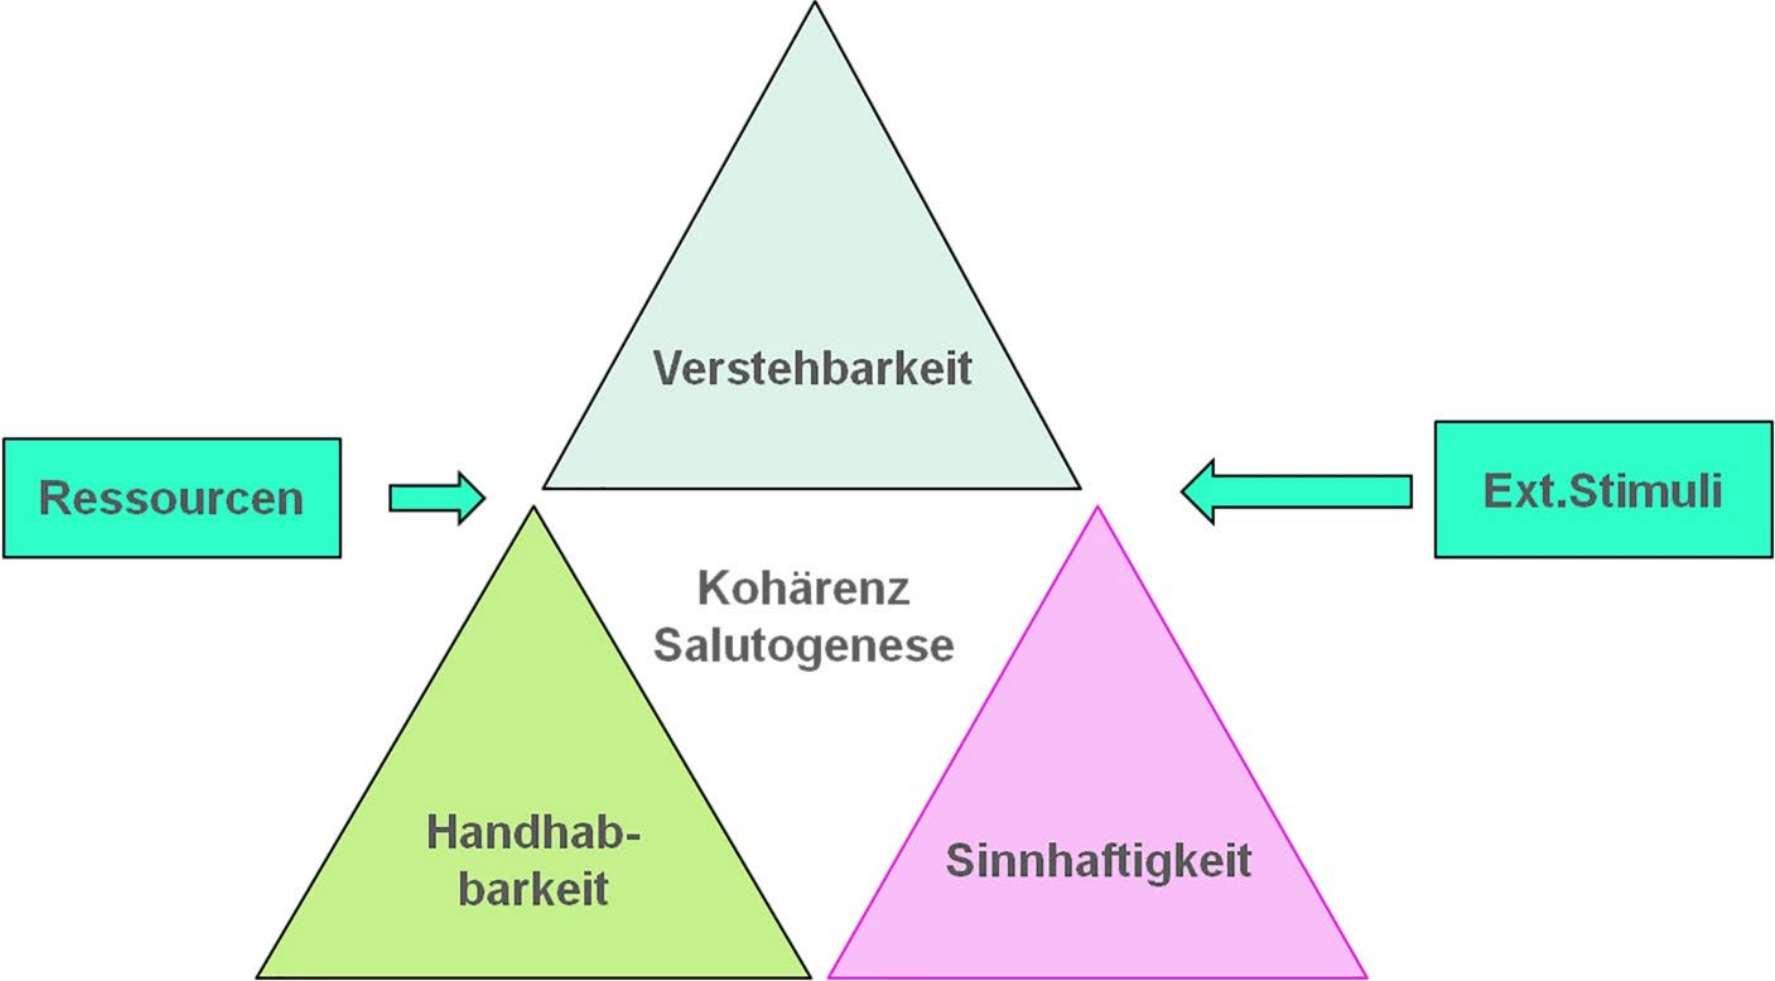 Verstehbarkeit
Ressourcen
Ext.Stimuli
Kohärenz
Salutogenese
Handhab-
barkeit
Sinnhaftigkeit